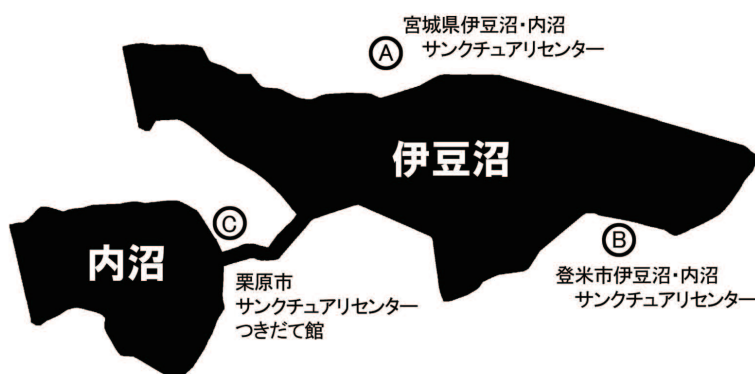 宮城県伊豆沼・内沼
サンクチュアリセンター
A
伊豆沼
C
内沼
B
栗原市
サンクチュアリセンター
つきだて館
登米市伊豆沼・内沼
サンクチュアリセンター